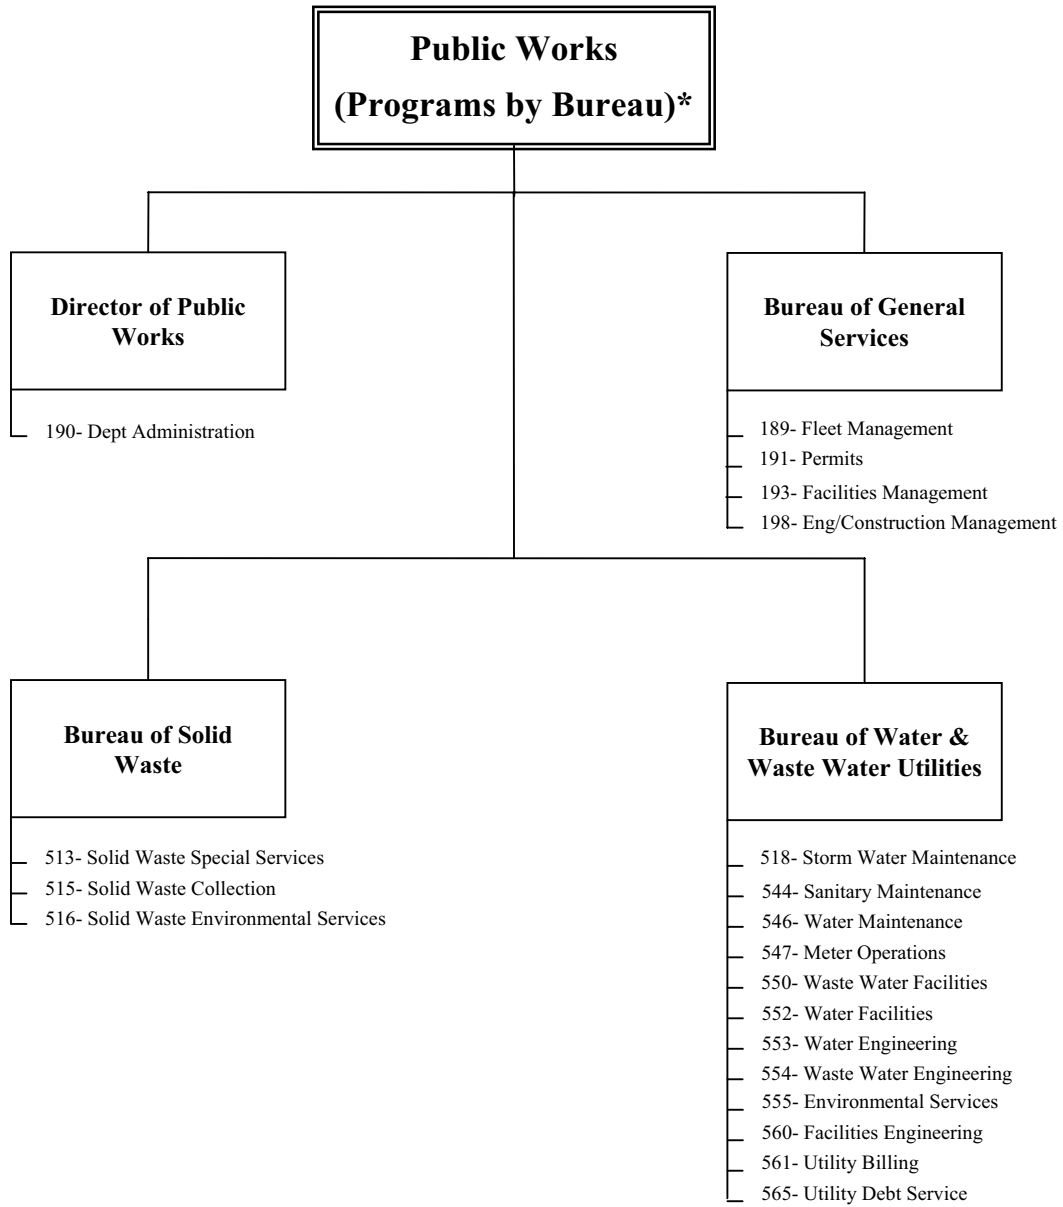 Public Works
(Programs by Bureau)*
Director of Public
Works
190- Dept Administration
Bureau of General
Services
189- Fleet Management
191- Permits
193- Facilities Management
198- Eng/Construction Management
Bureau of Solid
Waste
513- Solid Waste Special Services
515- Solid Waste Collection
516- Solid Waste Environmental Services
Bureau of Water &
Waste Water Utilities
518- Storm Water Maintenance
544- Sanitary Maintenance
546- Water Maintenance
547- Meter Operations
550- Waste Water Facilities
552- Water Facilities
553- Water Engineering
554- Waste Water Engineering
555- Environmental Services
560- Facilities Engineering
561- Utility Billing
565- Utility Debt Service